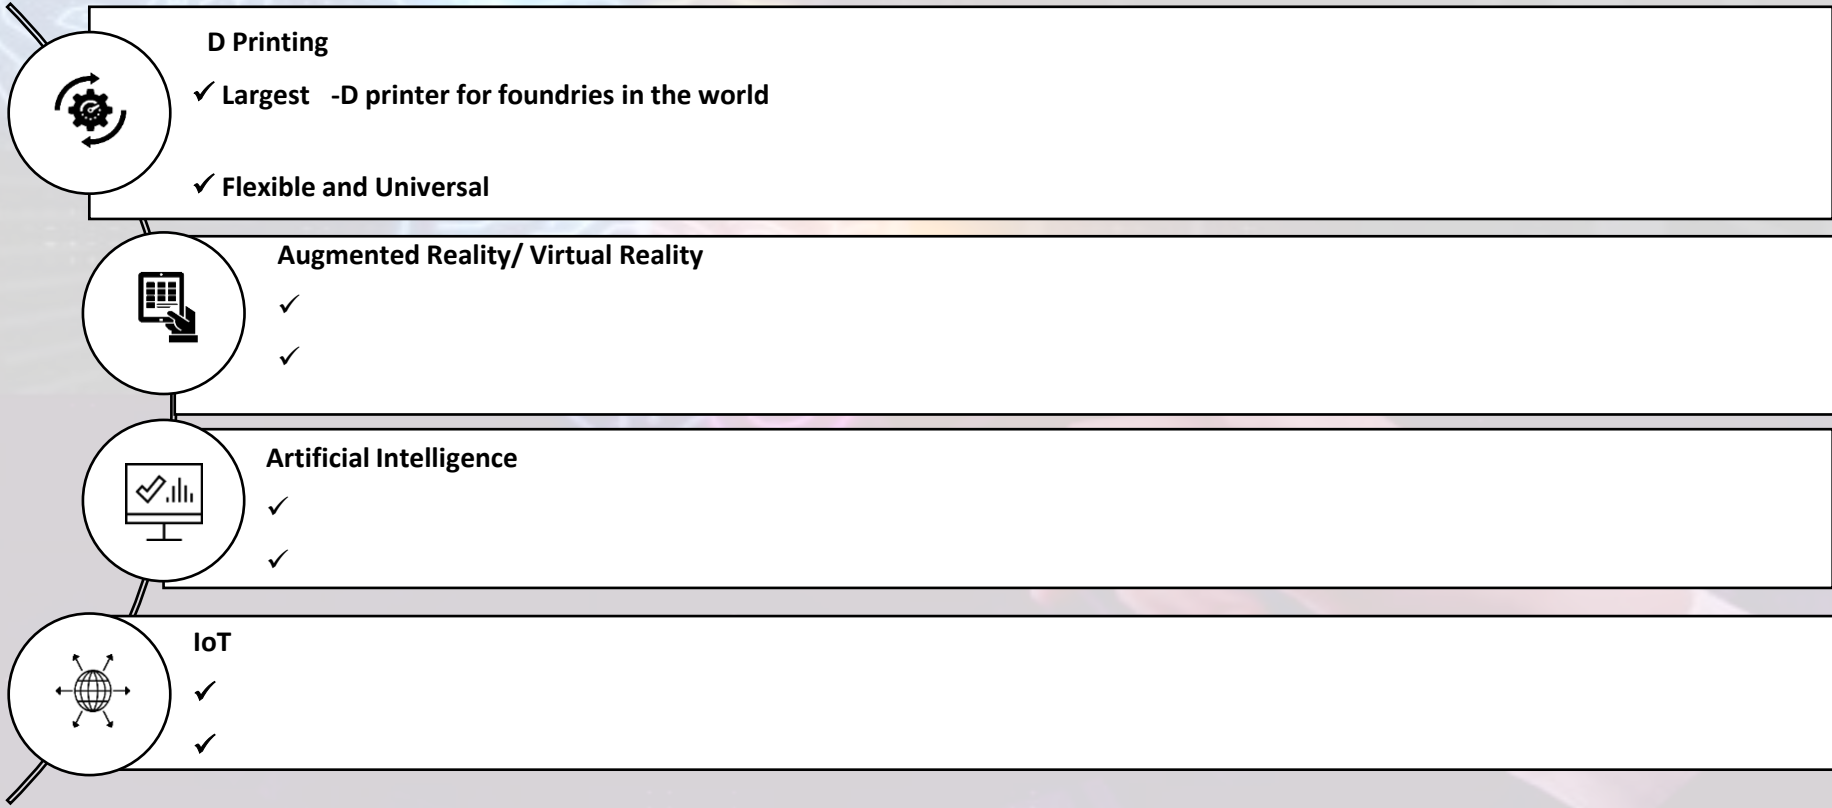 D Printing
✓ Largest -D printer for foundries in the world
✓ Flexible and Universal
Augmented Reality/ Virtual Reality
✓
✓
Artificial Intelligence
✓
✓
IoT
✓
✓